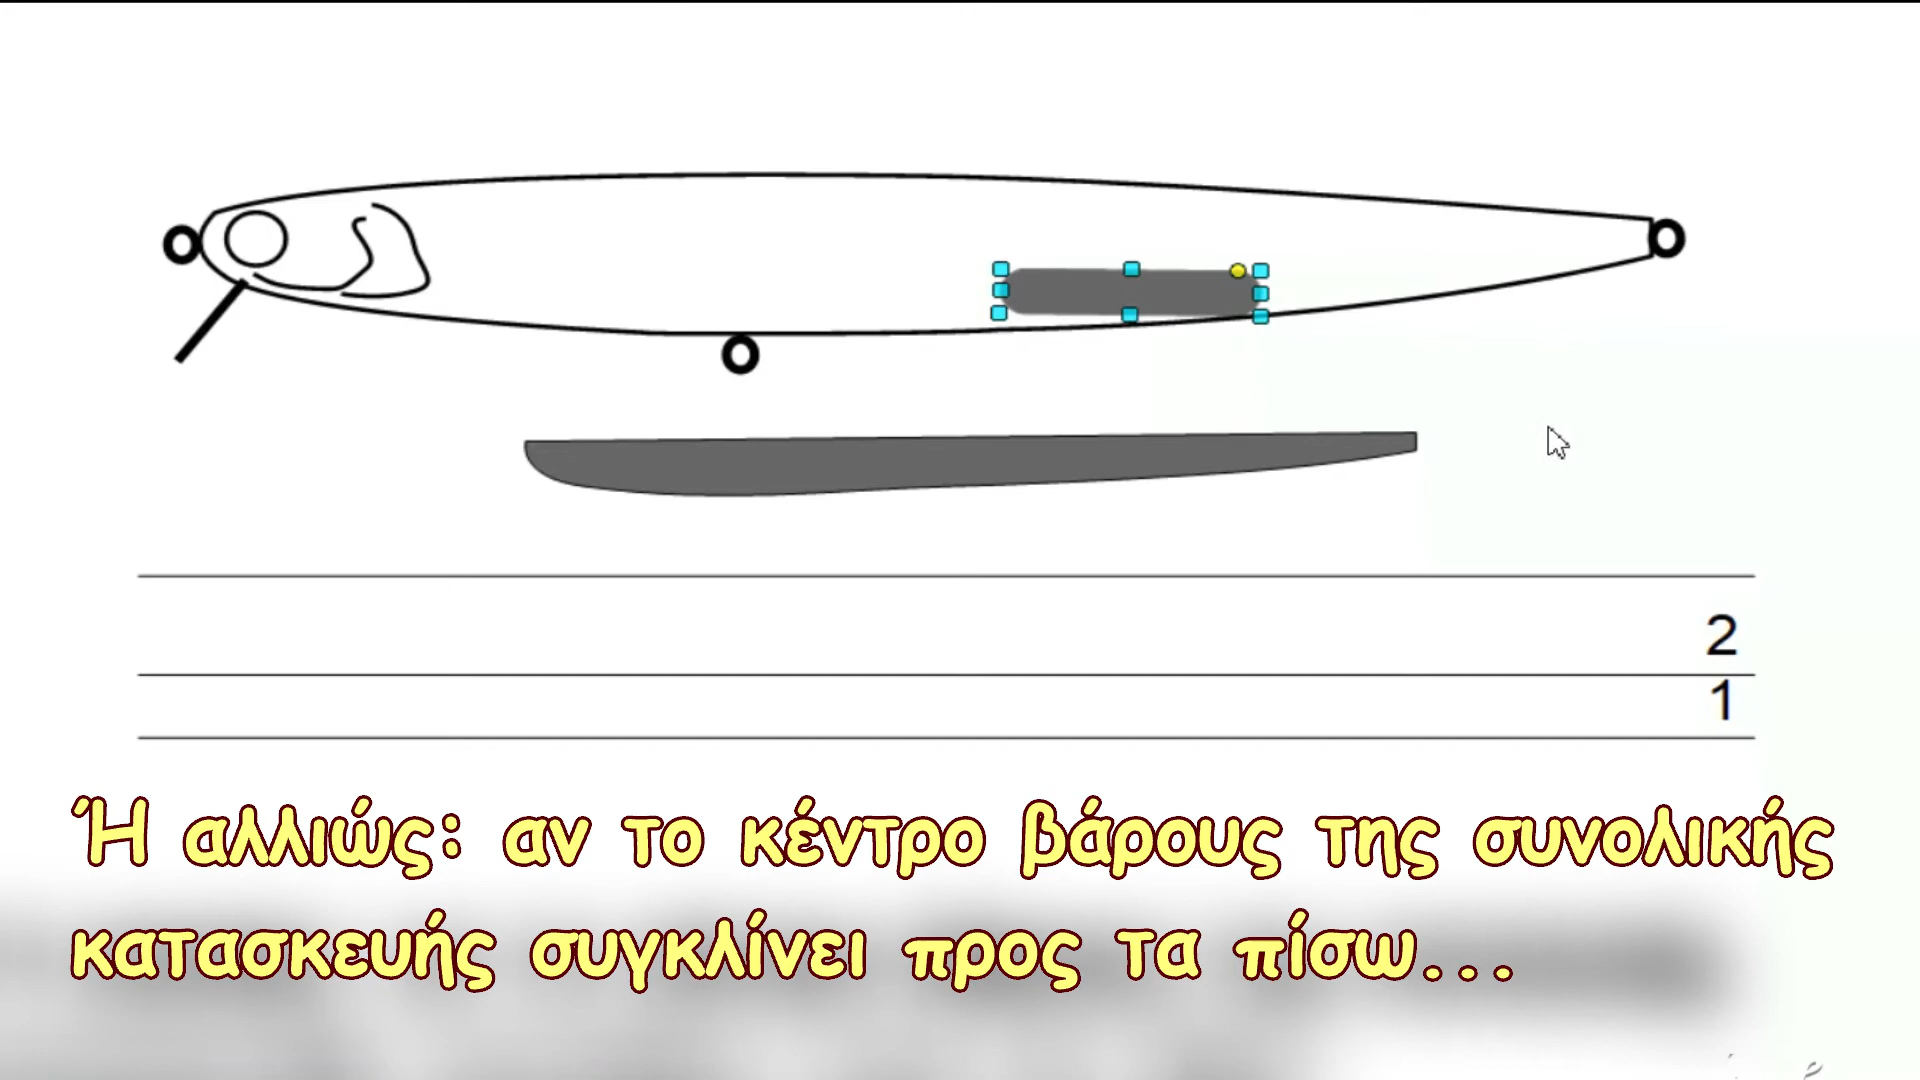 2
1
Ή αλλιώς: αν το κέντρο βάρους της συνολικής
κατασκευής συγκλίνει προς τα πίσω...